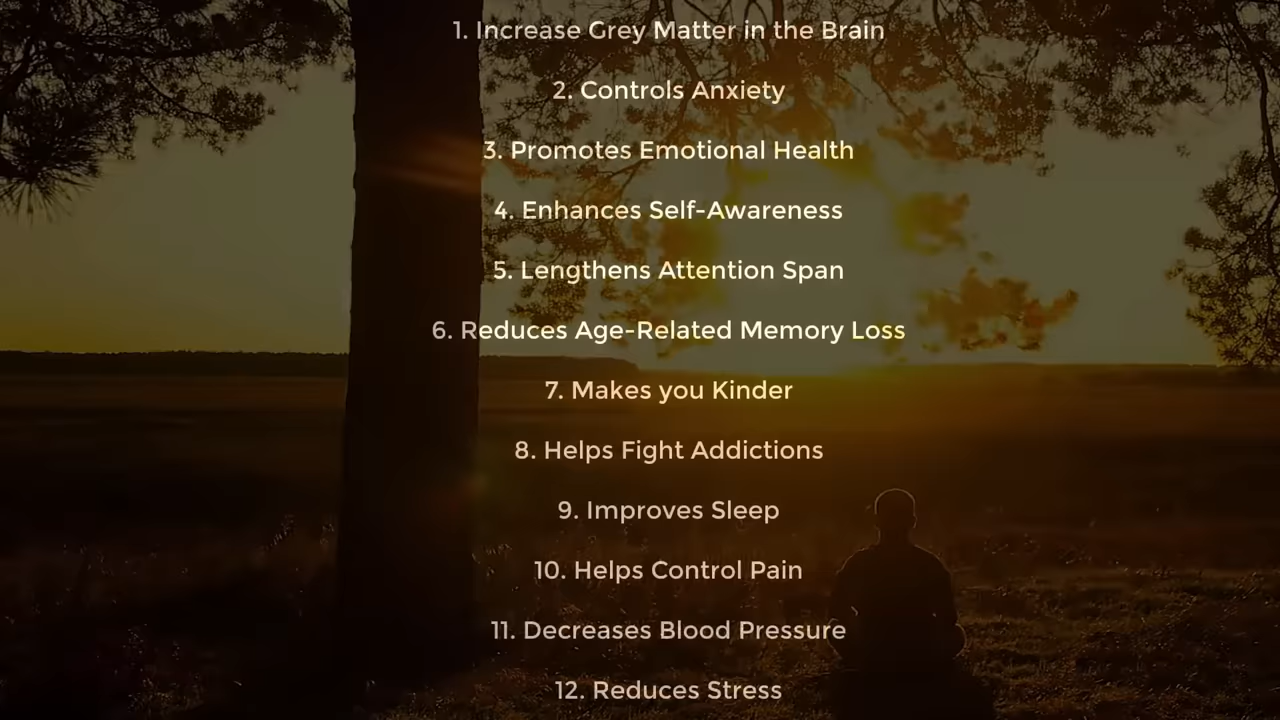 1. Increase Grey Matter in the Brain
2. Controls Anxiety
3. Promotes Emotional Health
4. Enhances Self-Awareness
5. Lengthens Attention Span
6. Reduces Age-Related Memory Loss
7. Makes you Kinder
8. Helps Fight Addictions
9. Improves Sleep
10. Helps Control Pain
11. Decreases Blood Pressure
12. Reduces Stress